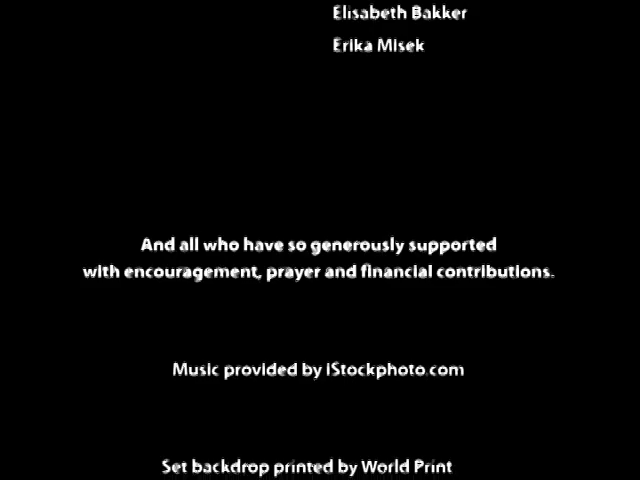 Elisabeth Bakker
Erika Misek
And all who have so generously supported
with encouragement, prayer and financial contributions.
Music provided by iStockphoto.com
Set backdrop printed by World Print